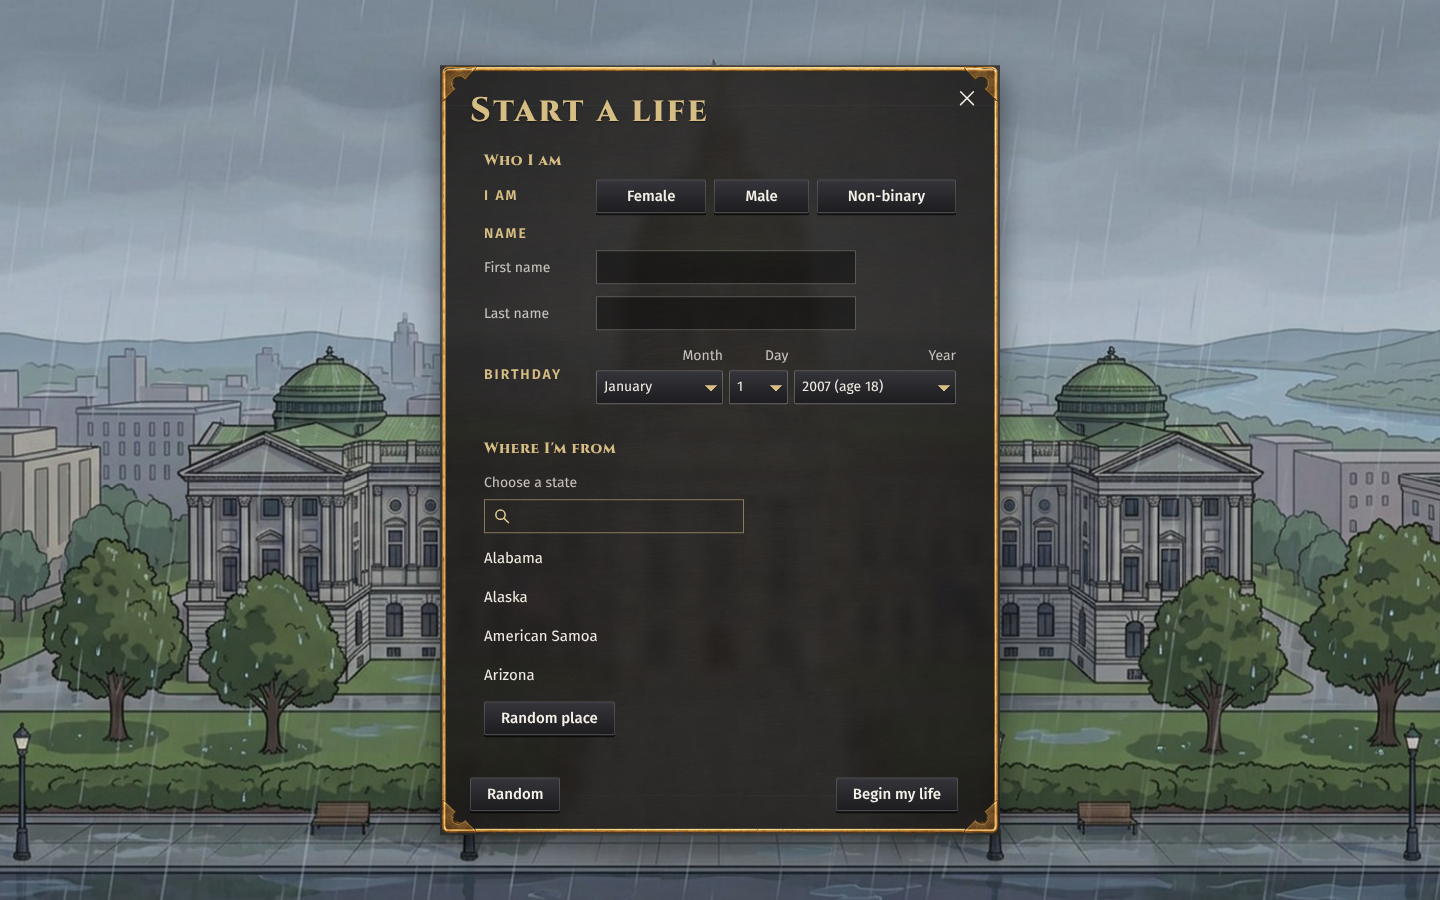 Start a life
Who I am
I AM
Female Male Non-binary
NAME
First name
Last name
Month Day Year
BIRTHDAY
January 1 2007 (age 18)
Where I'm from
Choose a state
Alabama
Alaska
American Samoa
Arizona
Random place
Random Begin my life